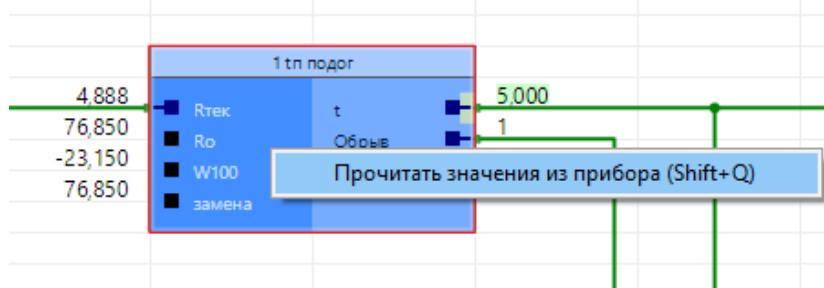 1 tп подог
4,888 Rтек t 5,000
76,850 Ro Обрыв 1
-23,150 W100 Прочитать значения из прибора (Shift+Q)
76,850 замена